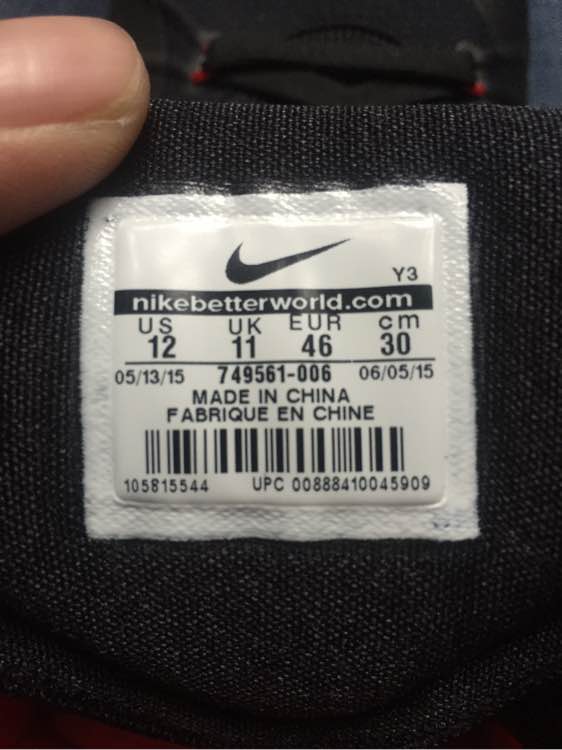 Y3
nikebetterworld.com
US UK EUR cm
12 11 46 30
05/13/15 749561-006 06/05/15
MADE IN CHINA
FABRIQUE EN CHINE
105815544 UPC 00888410045909